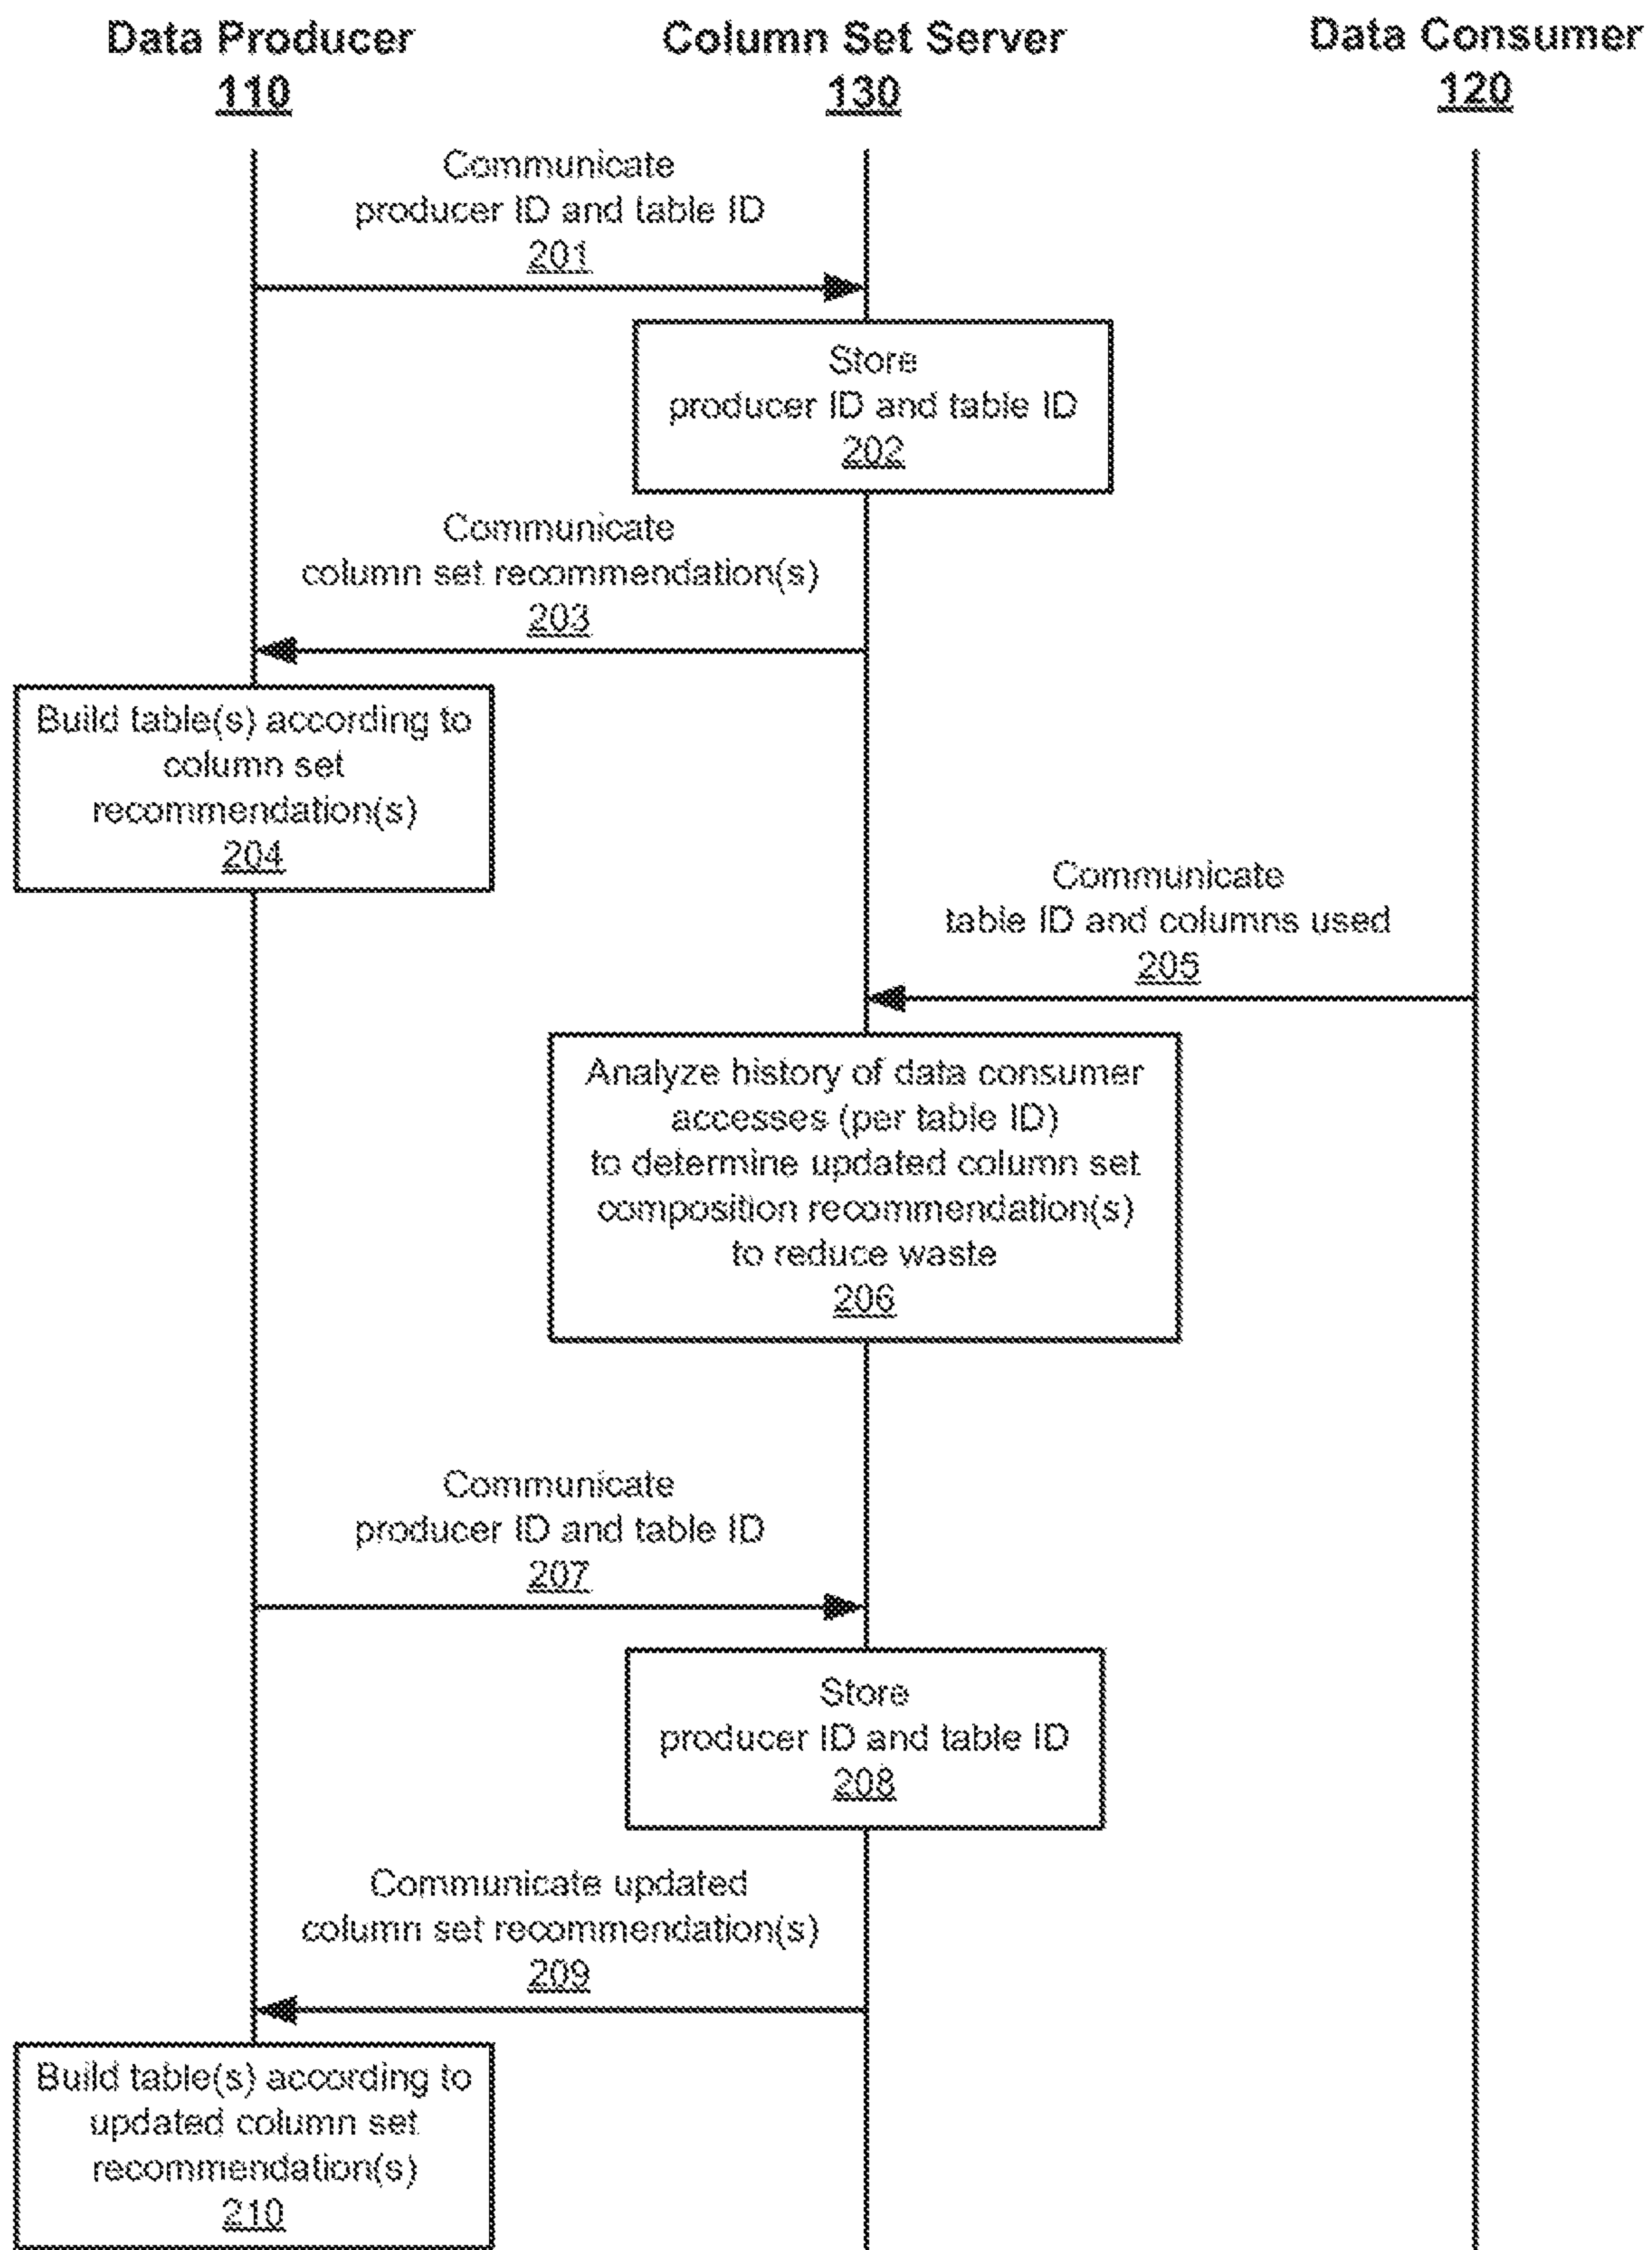 Data Producer
110
Column Set Server
130
Data Consumer
120
Communicate
producer ID and table ID
201
Store
producer ID and table ID
202
Communicate
column set recommendation(s)
203
Build table(s) according to
column set
recommendation(s)
204
Communicate
table ID and columns used
205
Analyze history of data consumer
accesses (per table ID)
to determine updated column set
composition recommendation(s)
to reduce waste
206
Communicate
producer ID and table ID
207
Store
producer ID and table ID
208
Communicate updated
column set recommendation(s)
209
Build table(s) according to
updated column set
recommendation(s)
210